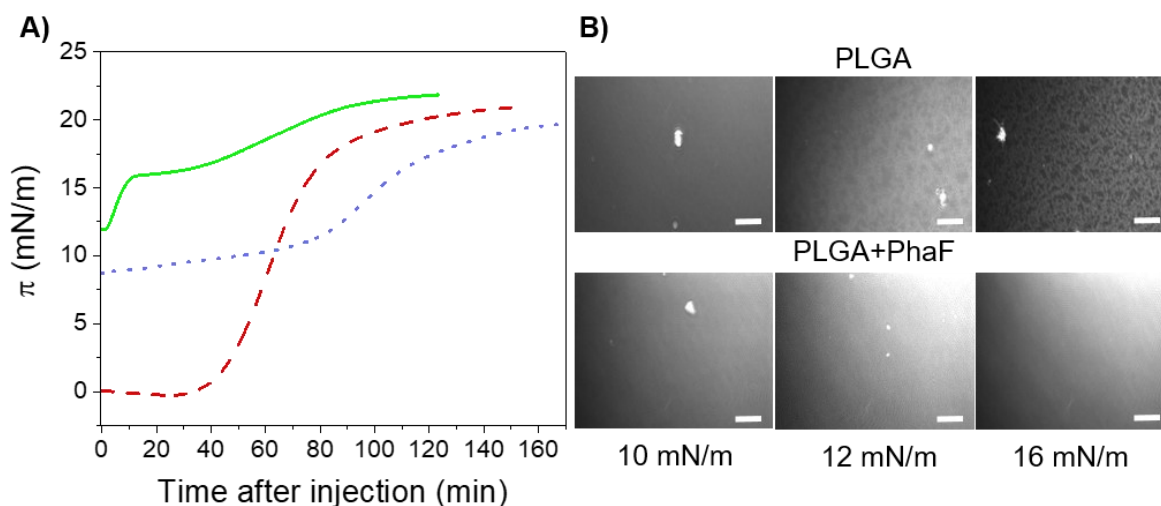 A)
π (mN/m)
25
20
15
10
5
0
0 20 40 60 80 100 120 140 160
Time after injection (min)
B)
PLGA
PLGA+PhaF
10 mN/m 12 mN/m 16 mN/m